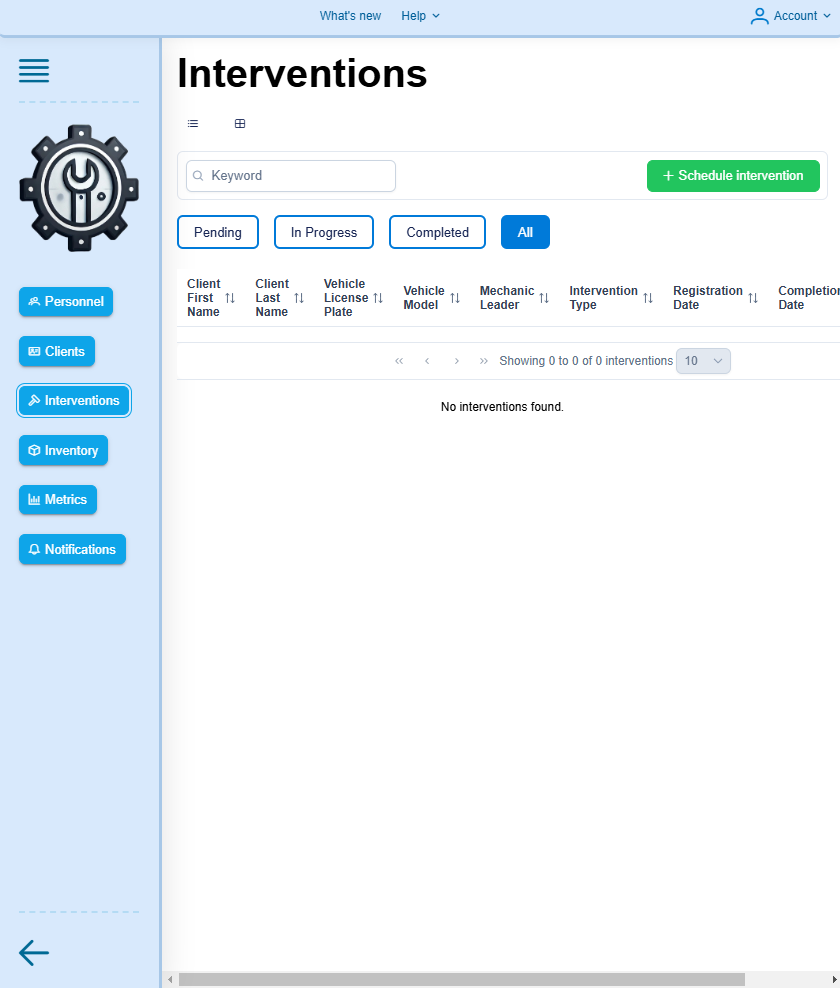 What's new
Help
Account
Interventions
Keyword
Schedule intervention
Pending
In Progress
Completed
All
Client First Name
Client Last Name
Vehicle License Plate
Vehicle Model
Mechanic Leader
Intervention Type
Registration Date
Completion Date
Showing 0 to 0 of 0 interventions
10
No interventions found.
Personnel
Clients
Interventions
Inventory
Metrics
Notifications